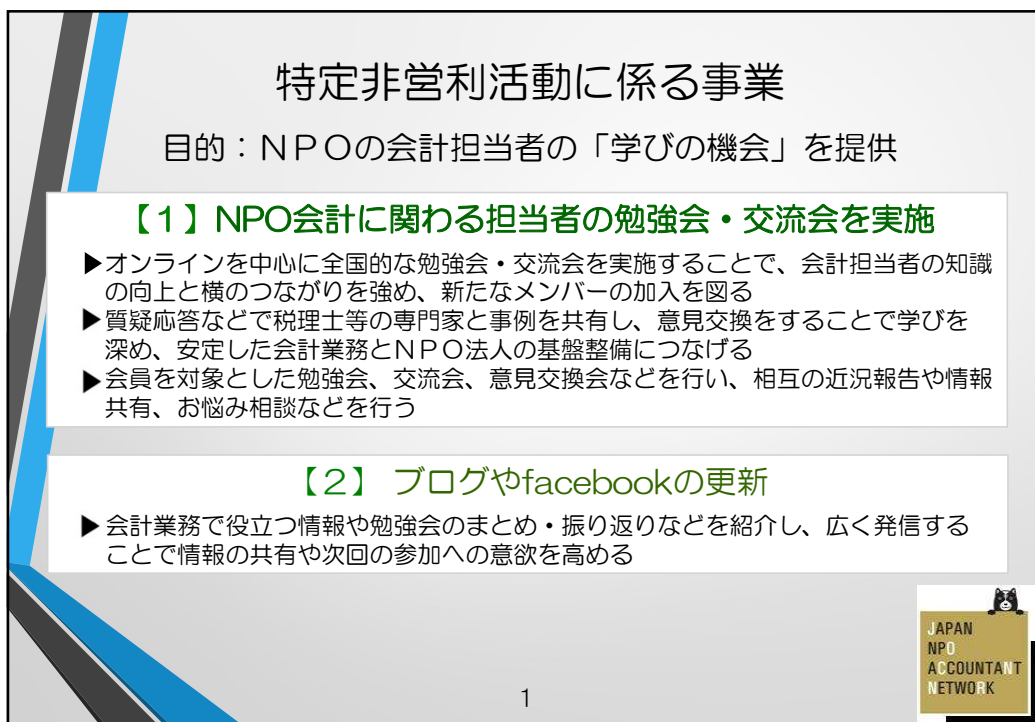 特定非営利活動に係る事業
目的：ＮＰＯの会計担当者の「学びの機会」を提供
【１】NPO会計に関わる担当者の勉強会・交流会を実施
▶オンラインを中心に全国的な勉強会・交流会を実施することで、会計担当者の知識
の向上と横のつながりを強め、新たなメンバーの加入を図る
▶質疑応答などで税理士等の専門家と事例を共有し、意見交換をすることで学びを
深め、安定した会計業務とＮＰＯ法人の基盤整備につなげる
▶会員を対象とした勉強会、交流会、意見交換会などを行い、相互の近況報告や情報
共有、お悩み相談などを行う
【２】 ブログやfacebookの更新
▶会計業務で役立つ情報や勉強会のまとめ・振り返りなどを紹介し、広く発信する
ことで情報の共有や次回の参加への意欲を高める
JAPAN
NPO
ACCOUNTANT
NETWORK
1